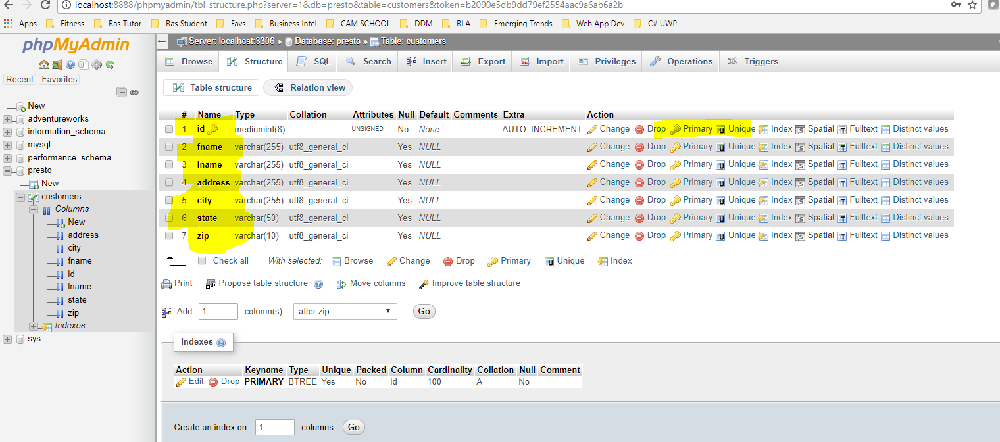 localhost:8888/phpmyadmin/tbl_structure.php?server=1&db=presto&table=customers&token=b2090e5db9dd79ef2554aac9a6ab6a2b
Apps Fitness Ras Tutor Ras Student Favs Business Intel CAM SCHOOL DDM RLA Emerging Trends Web App Dev C# UWP
phpMyAdmin
Recent Favorites
New
adventureworks
information_schema
mysql
performance_schema
presto
New
customers
Columns
New
address
city
fname
id
lname
state
zip
Indexes
sys
Server: localhost:3306 » Database: presto » Table: customers
Browse Structure SQL Search Insert Export Import Privileges Operations Triggers
Table structure Relation view
# Name Type Collation Attributes Null Default Comments Extra Action
1 id mediumint(8) UNSIGNED No None AUTO_INCREMENT Change Drop Primary Unique Index Spatial Fulltext Distinct values
2 fname varchar(255) utf8_general_ci Yes NULL Change Drop Primary Unique Index Spatial Fulltext Distinct values
3 lname varchar(255) utf8_general_ci Yes NULL Change Drop Primary Unique Index Spatial Fulltext Distinct values
4 address varchar(255) utf8_general_ci Yes NULL Change Drop Primary Unique Index Spatial Fulltext Distinct values
5 city varchar(255) utf8_general_ci Yes NULL Change Drop Primary Unique Index Spatial Fulltext Distinct values
6 state varchar(50) utf8_general_ci Yes NULL Change Drop Primary Unique Index Spatial Fulltext Distinct values
7 zip varchar(10) utf8_general_ci Yes NULL Change Drop Primary Unique Index Spatial Fulltext Distinct values
Check all With selected: Browse Change Drop Primary Unique Index
Print Propose table structure Move columns Improve table structure
Add 1 column(s) after zip Go
Indexes
Action Keyname Type Unique Packed Column Cardinality Collation Null Comment
Edit Drop PRIMARY BTREE Yes No id 100 A No
Create an index on 1 columns Go